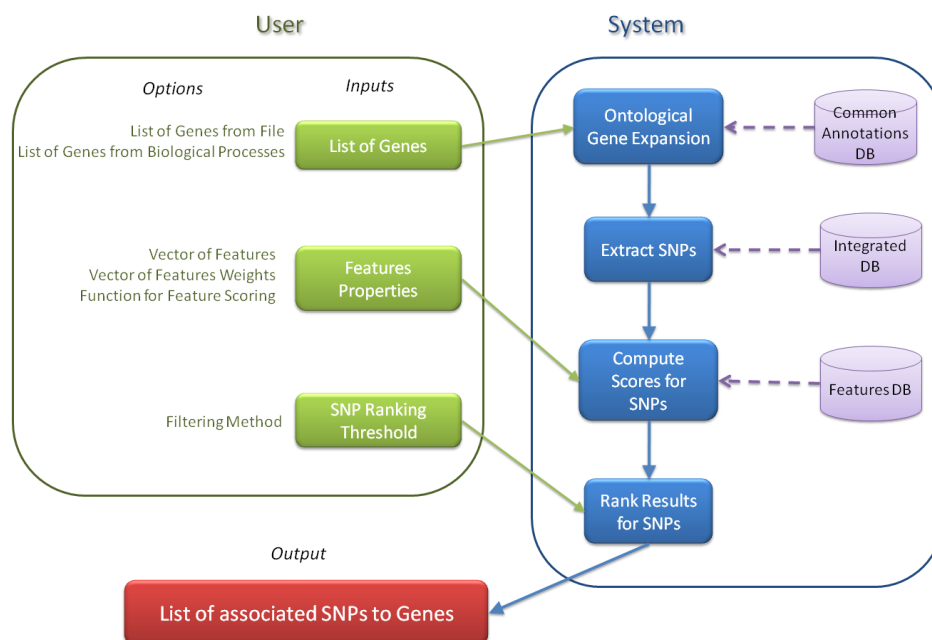 User
System
Options
Inputs
List of Genes from File
List of Genes from Biological Processes
List of Genes
Vector of Features
Vector of Features Weights
Function for Feature Scoring
Features
Properties
Filtering Method
SNP Ranking
Threshold
Ontological
Gene Expansion
Common
Annotations
DB
Extract SNPs
Integrated
DB
Compute
Scores for
SNPs
Features DB
Rank Results
for SNPs
Output
List of associated SNPs to Genes